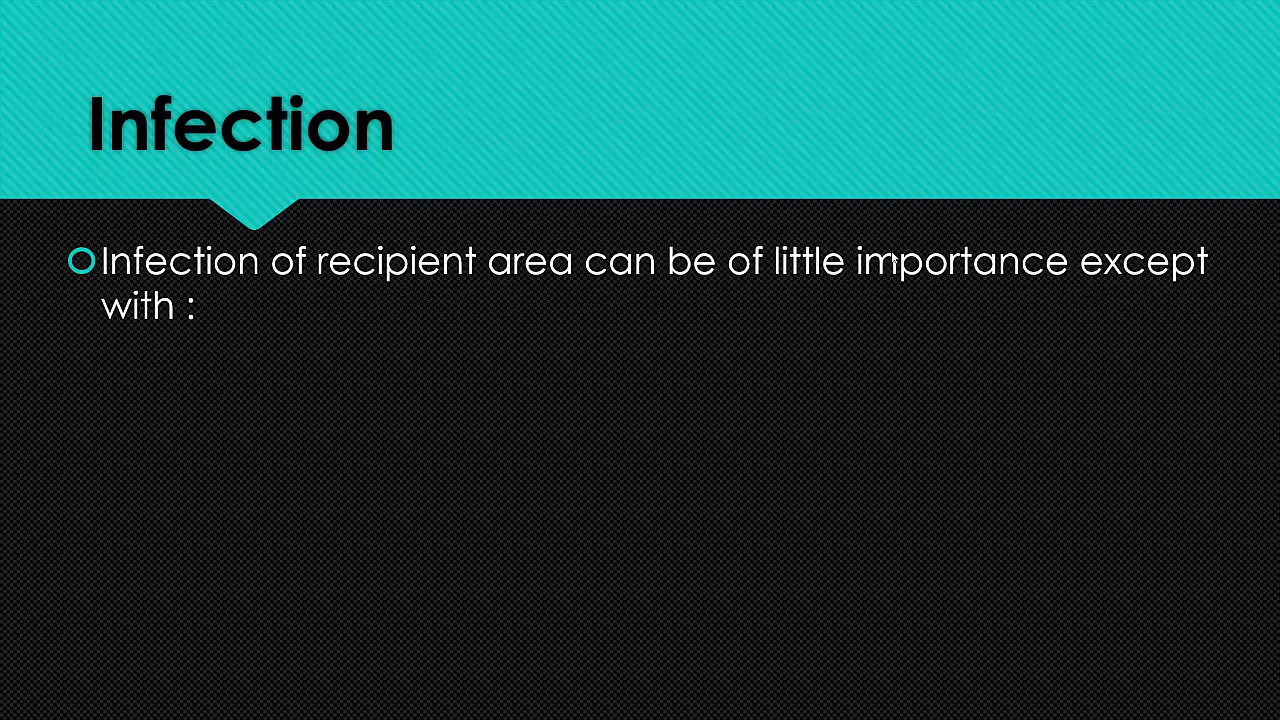 Infection
Infection of recipient area can be of little importance except
with :